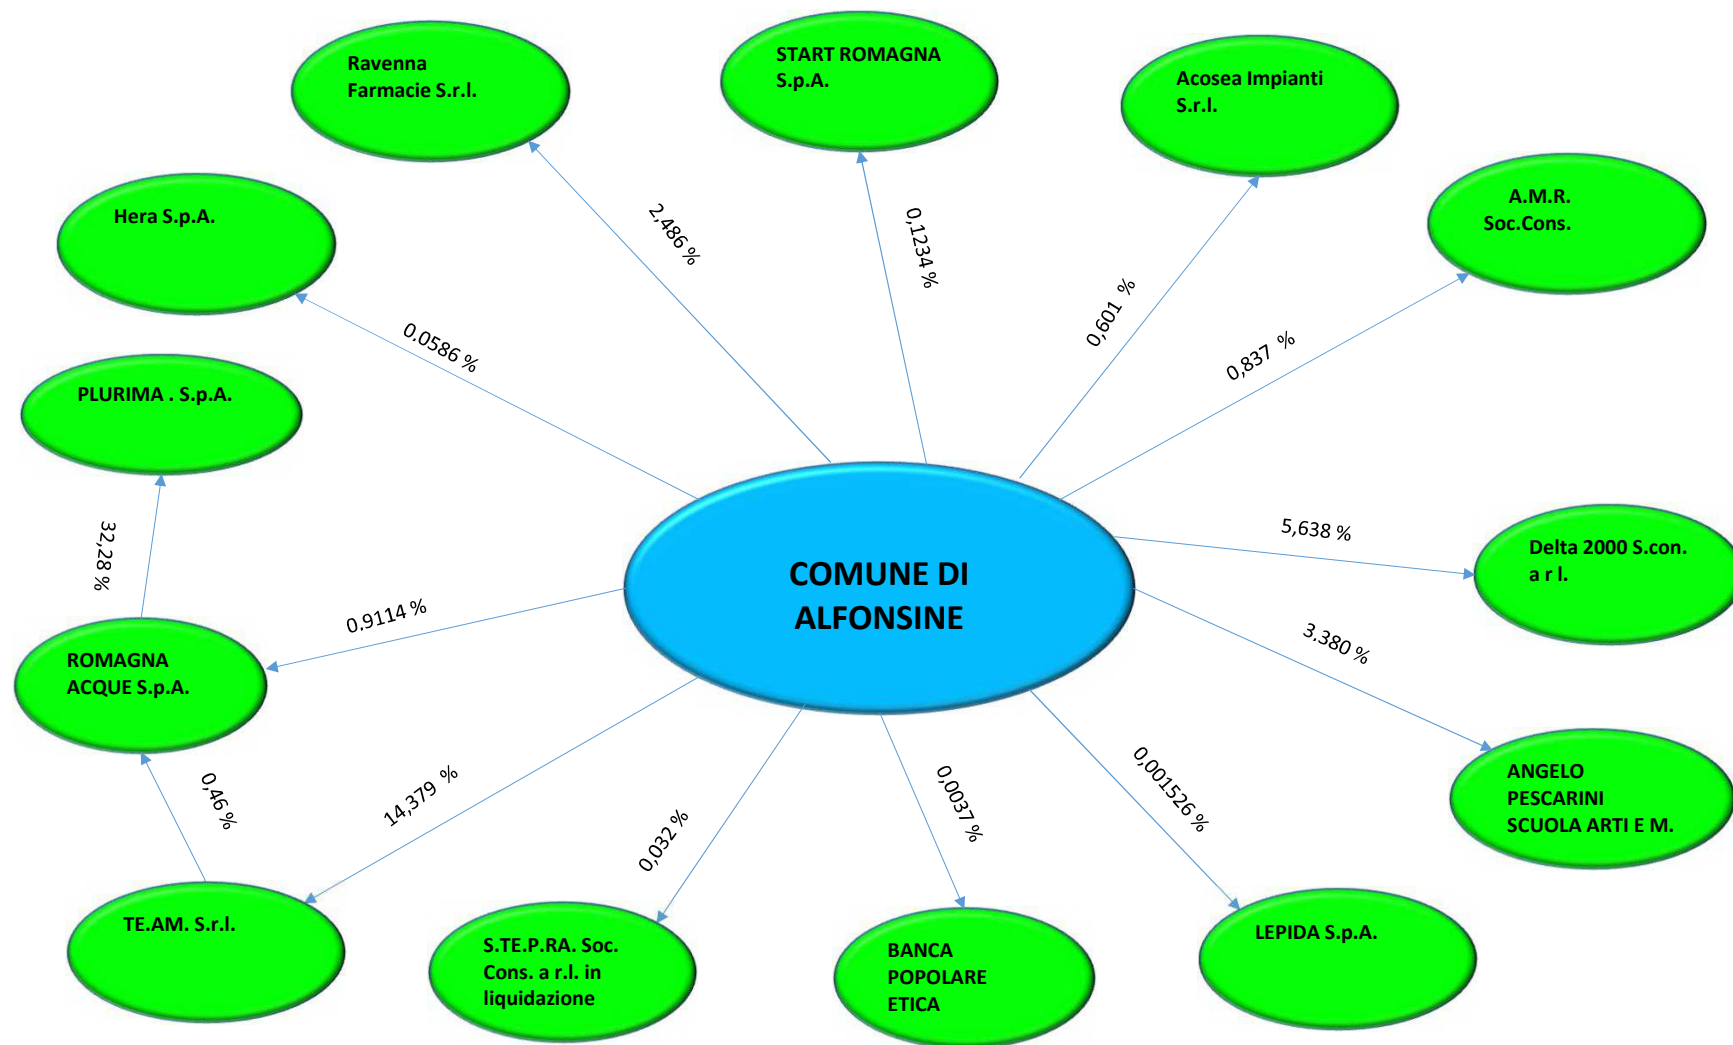 Ravenna
Farmacie S.r.l.
START ROMAGNA
S.p.A.
Acosea Impianti
S.r.l.
A.M.R.
Soc.Cons.
Hera S.p.A.
2,486 %
0,1234 %
0,601 %
0,837 %
0.0586 %
PLURIMA . S.p.A.
32,28 %
5,638 %
Delta 2000 S.con.
a r l.
COMUNE DI
ALFONSINE
0.9114 %
3.380 %
ROMAGNA
ACQUE S.p.A.
0,46 %
14,379 %
0,032 %
0,0037 %
0,001526 %
ANGELO
PESCARINI
SCUOLA ARTI E M.
TE.AM. S.r.l.
S.TE.P.RA. Soc.
Cons. a r.l. in
liquidazione
BANCA
POPOLARE
ETICA
LEPIDA S.p.A.